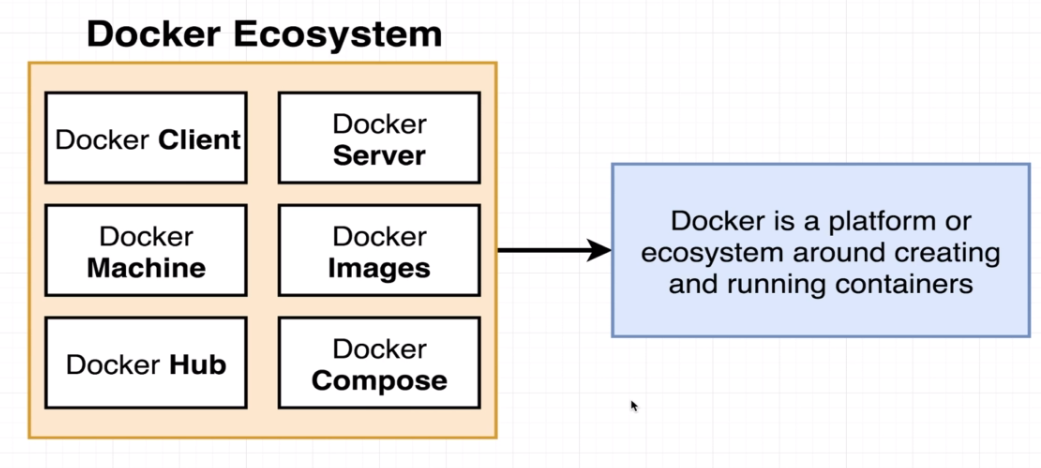 Docker Ecosystem
Docker Client
Docker
Server
Docker
Machine
Docker
Images
Docker Hub
Docker
Compose
Docker is a platform or
ecosystem around creating
and running containers